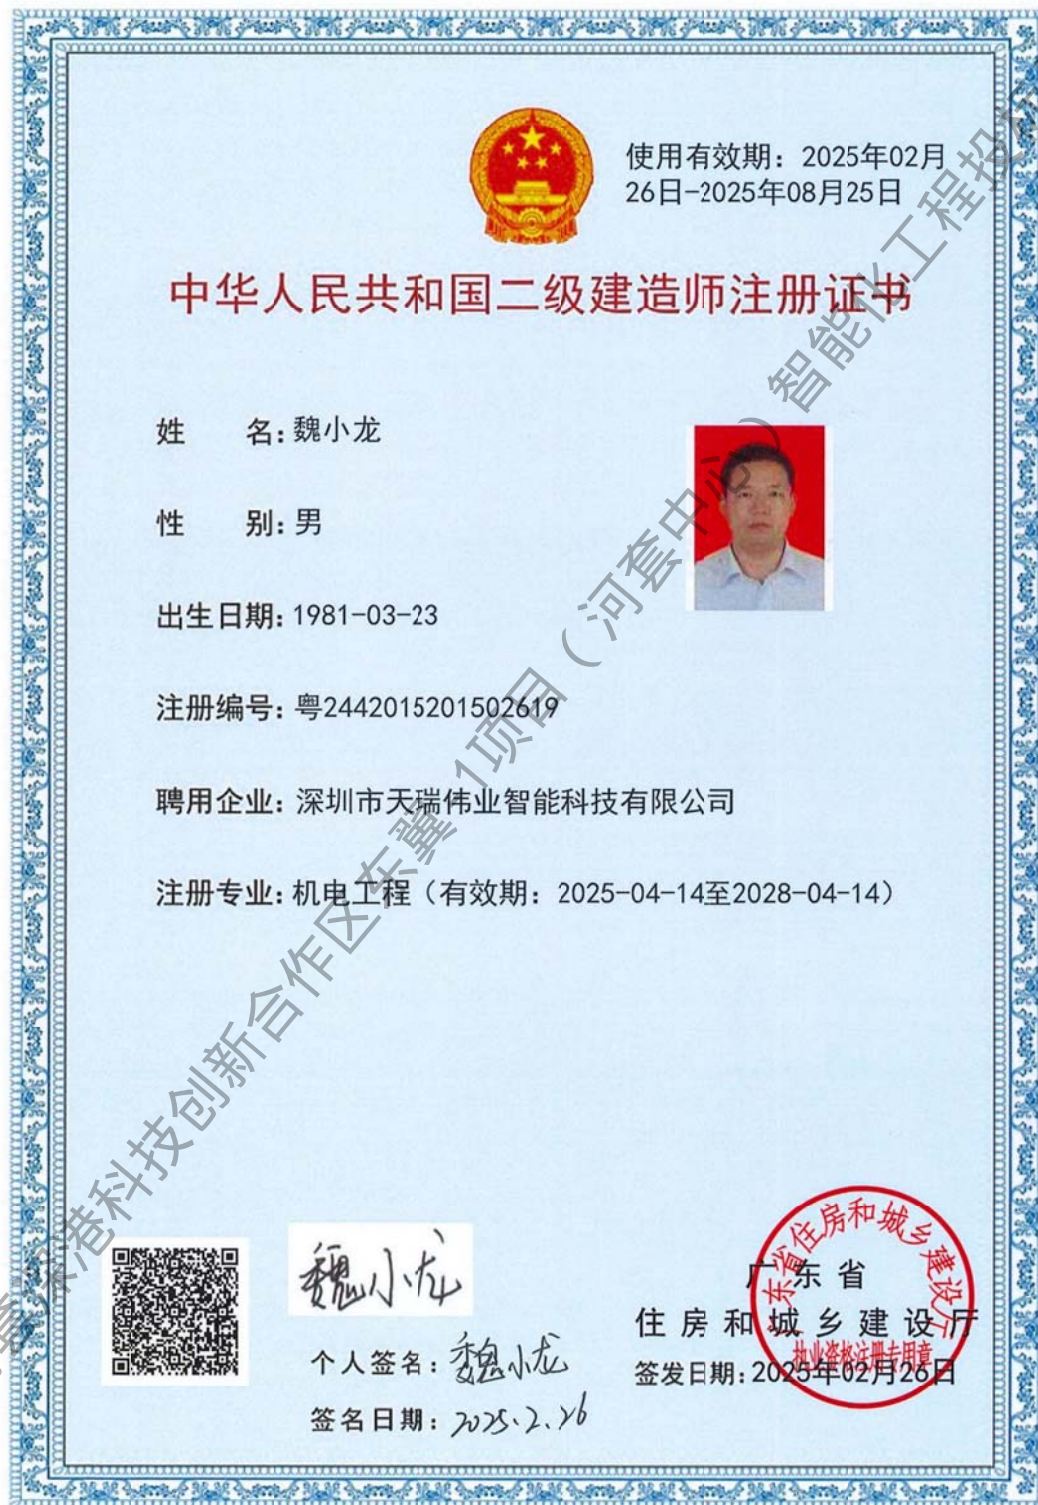 使用有效期：2025年02月
26日-2025年08月25日
中华人民共和国二级建造师注册证书
姓 名：魏小龙
性 别：男
出生日期：1981-03-23
注册编号：粤2442015201502619
聘用企业：深圳市天瑞伟业智能科技有限公司
注册专业：机电工程（有效期：2025-04-14至2028-04-14）
魏小龙
个人签名：魏小龙
签名日期：2025.2.26
广东省
住房和城乡建设厅
签发日期：2025年02月26日
广东省住房和城乡建设厅
执业资格注册专用章
深港科技创新合作区东翼-1项目（河套中心）智能化工程投